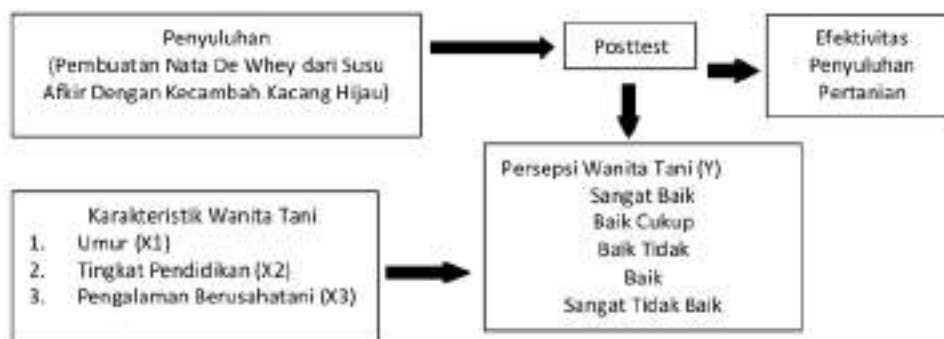 Penyuluhan
(Pembuatan Nata De Whey dari Susu
Afkir Dengan Kecambah Kacang Hijau)
Posttest
Efektivitas
Penyuluhan
Pertanian
Karakteristik Wanita Tani
1. Umur (X1)
2. Tingkat Pendidikan (X2)
3. Pengalaman Berusahatani (X3)
Persepsi Wanita Tani (Y)
Sangat Baik
Baik Cukup
Baik Tidak
Baik
Sangat Tidak Baik